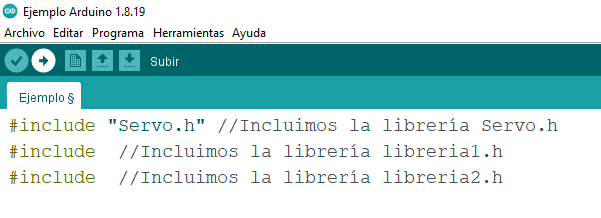 Ejemplo Arduino 1.8.19
Archivo Editar Programa Herramientas Ayuda
Subir
Ejemplo §
#include "Servo.h" //Incluimos la librería Servo.h
#include  //Incluimos la librería libreria1.h
#include  //Incluimos la librería libreria2.h